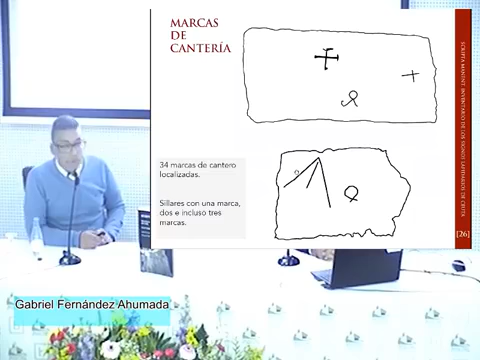 MARCAS
DE
CANTERÍA
34 marcas de cantero
localizadas.
Sillares con una marca,
dos e incluso tres
marcas.
[26]
Gabriel Fernández Ahumada